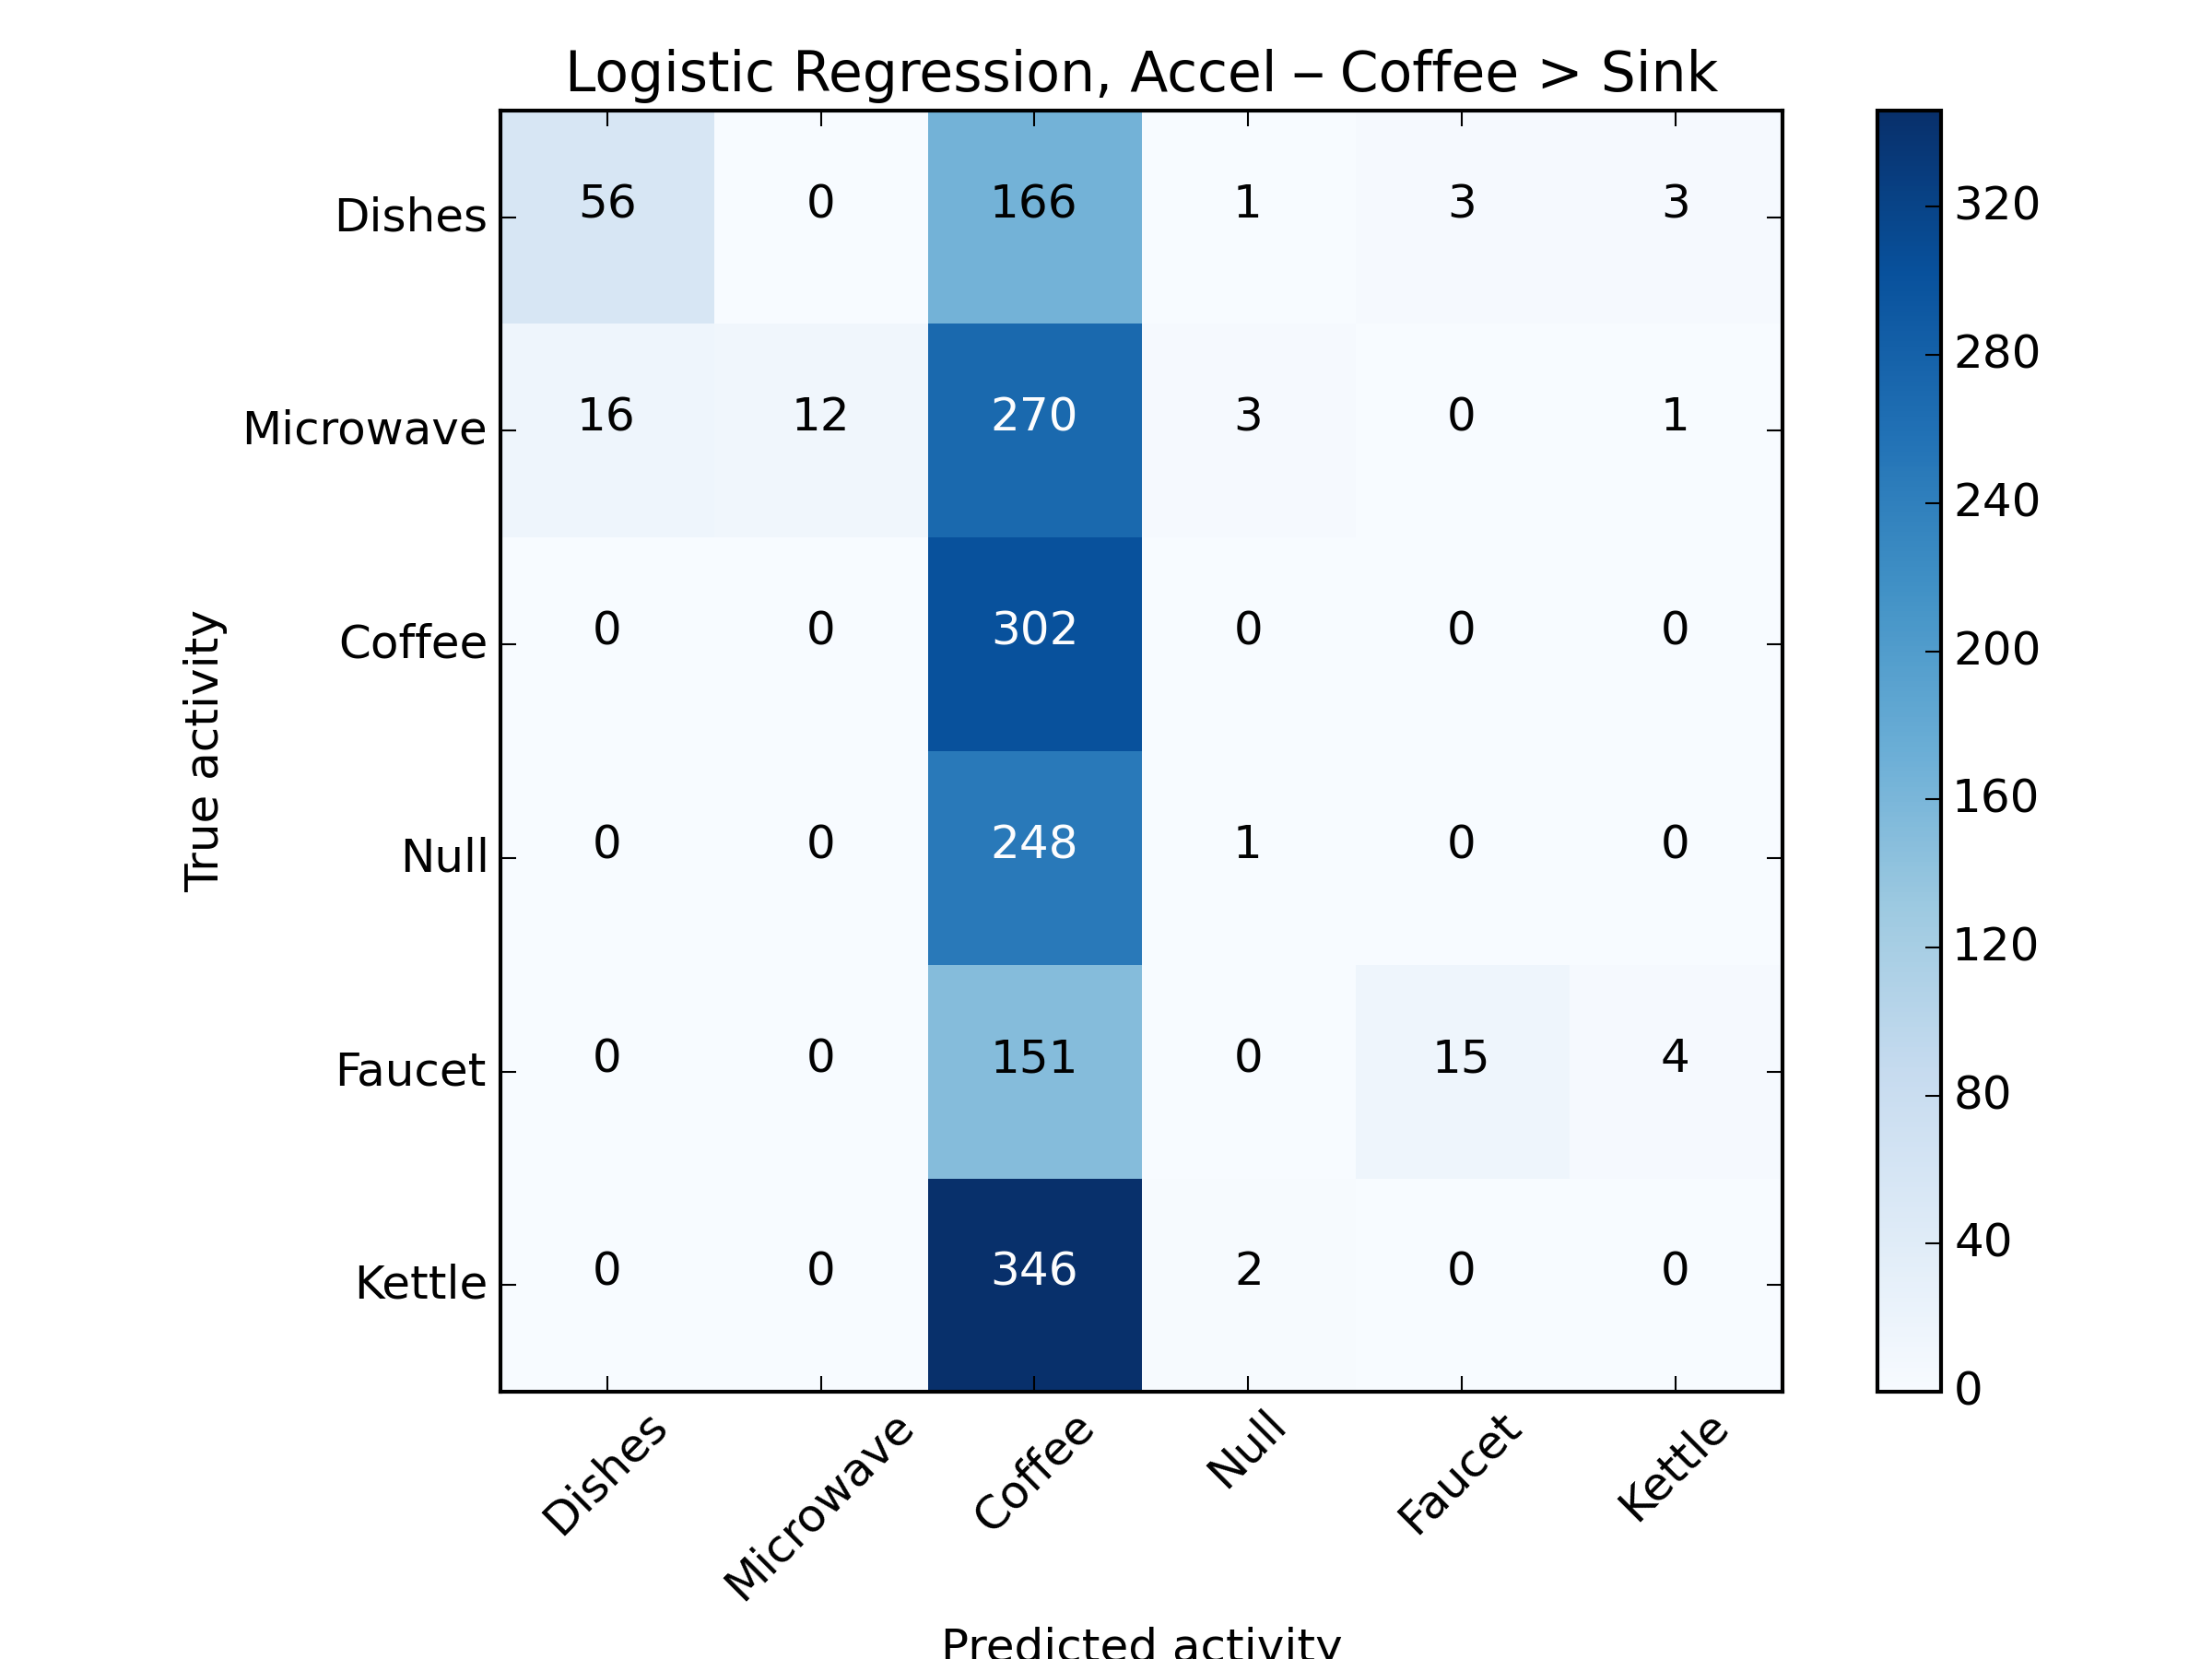 Logistic Regression, Accel – Coffee > Sink
Dishes 56 0 166 1 3 3
Microwave 16 12 270 3 0 1
Coffee 0 0 302 0 0 0
Null 0 0 248 1 0 0
Faucet 0 0 151 0 15 4
Kettle 0 0 346 2 0 0
True activity
Dishes Microwave Coffee Null Faucet Kettle
Predicted activity
320
280
240
200
160
120
80
40
0